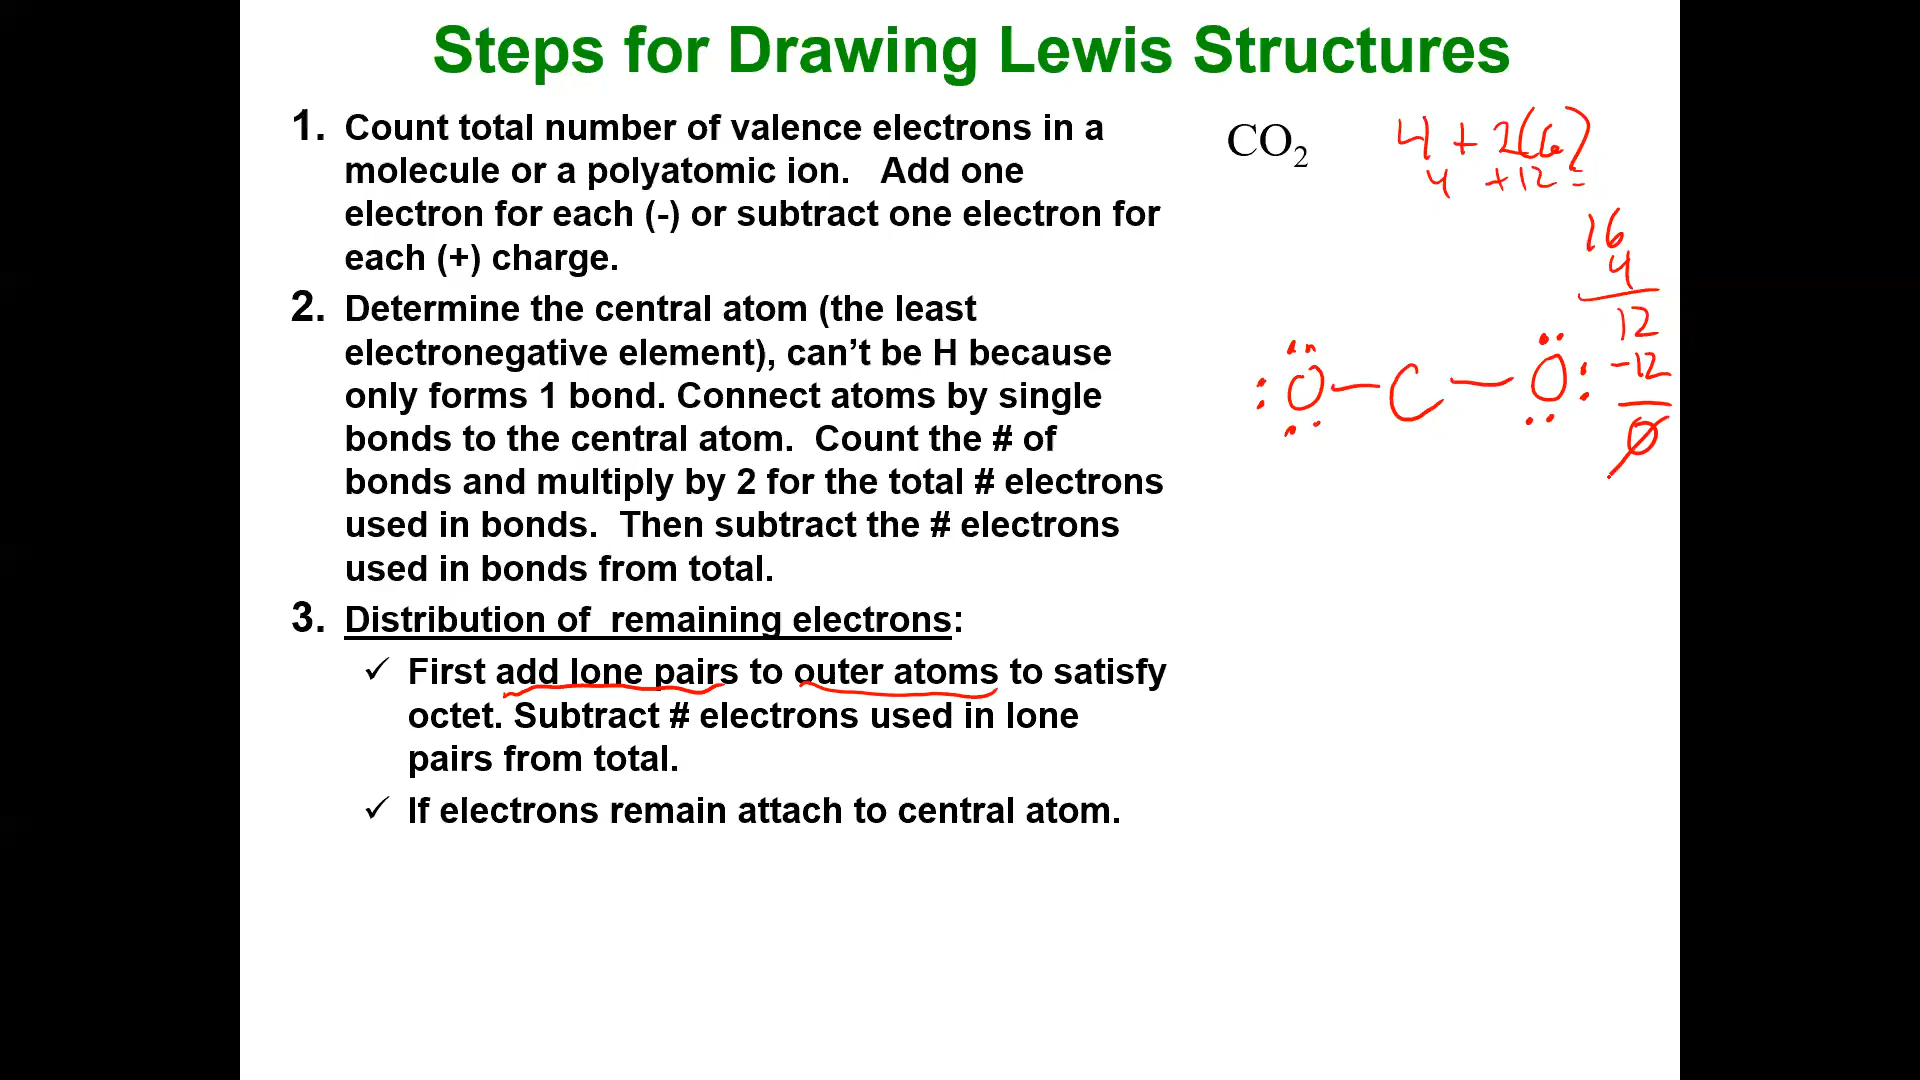 Steps for Drawing Lewis Structures
1. Count total number of valence electrons in a
molecule or a polyatomic ion. Add one
electron for each (-) or subtract one electron for
each (+) charge.
2. Determine the central atom (the least
electronegative element), can’t be H because
only forms 1 bond. Connect atoms by single
bonds to the central atom. Count the # of
bonds and multiply by 2 for the total # electrons
used in bonds. Then subtract the # electrons
used in bonds from total.
3. Distribution of remaining electrons:
✓ First add lone pairs to outer atoms to satisfy
octet. Subtract # electrons used in lone
pairs from total.
✓ If electrons remain attach to central atom.
CO₂ 4 + 2(6)
4 + 12 =
16
4
12
-12
0
:O — C — O: